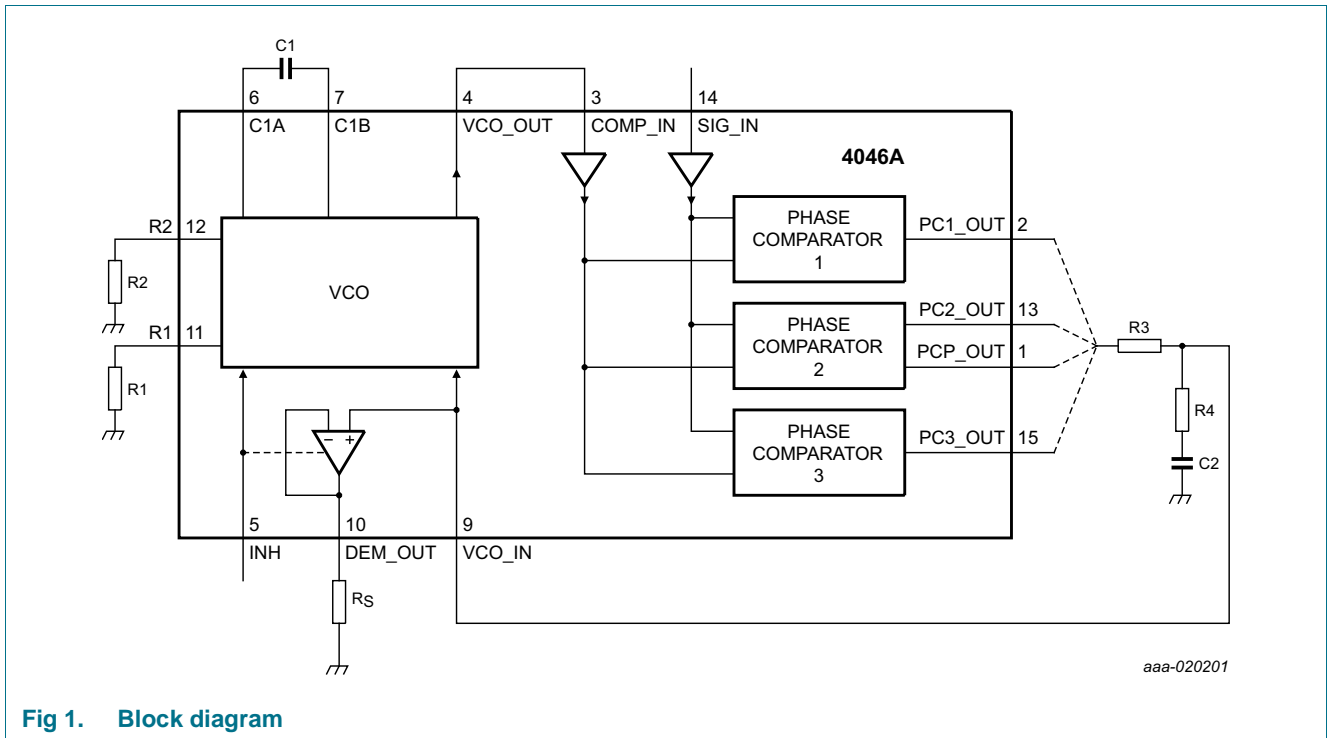 C1
6 7 4 3 14
C1A C1B VCO_OUT COMP_IN SIG_IN
4046A
PHASE
COMPARATOR
1
PC1_OUT 2
R2 12
R2
VCO
PHASE
COMPARATOR
2
PC2_OUT 13
PCP_OUT 1
R3
R1 11
R1
R4
PHASE
COMPARATOR
3
PC3_OUT 15
C2
− +
5 10 9
INH DEM_OUT VCO_IN
RS
aaa-020201
Fig 1. Block diagram